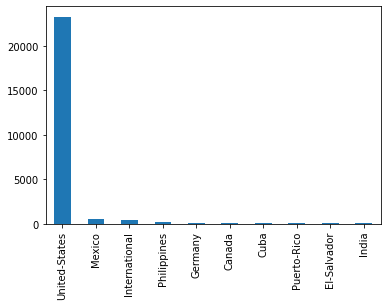 20000
15000
10000
5000
0
United-States
Mexico
International
Philippines
Germany
Canada
Cuba
Puerto-Rico
El-Salvador
India